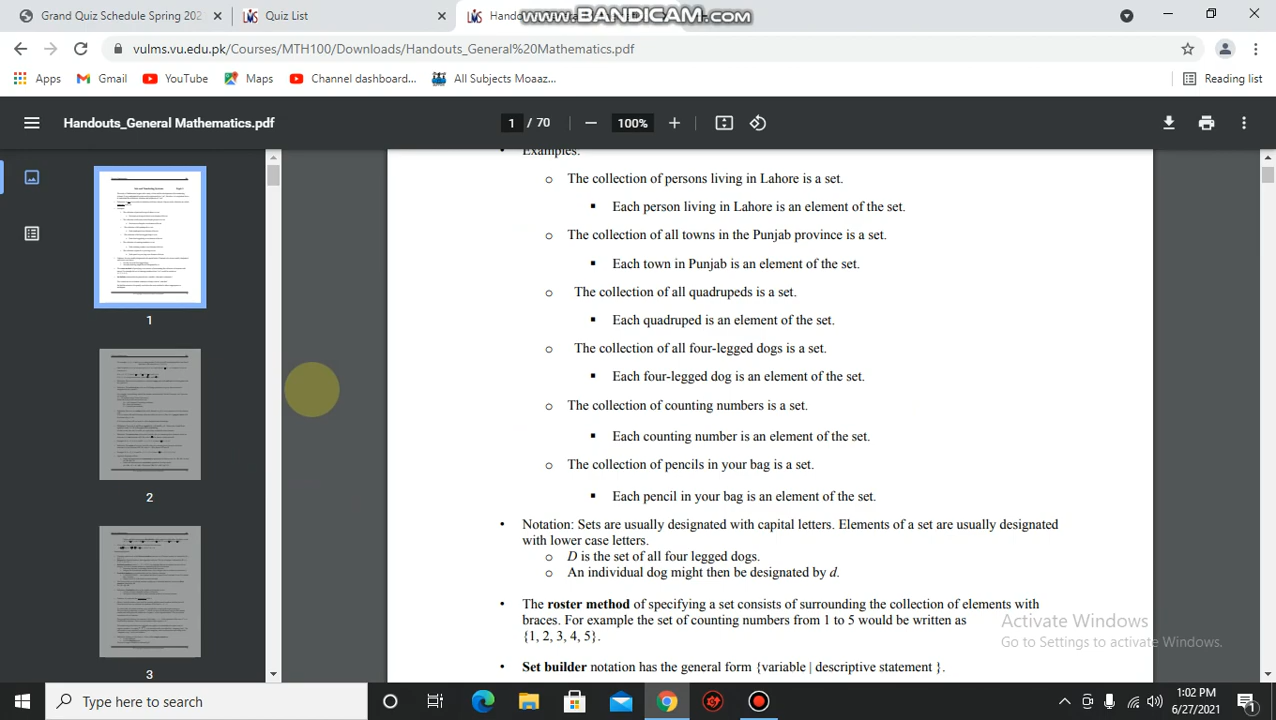 Grand Quiz Schedule Spring 202
Quiz List
Hando
www.BANDICAM.com
vulms.vu.edu.pk/Courses/MTH100/Downloads/Handouts_General%20Mathematics.pdf
Apps
Gmail
YouTube
Maps
Channel dashboard...
All Subjects Moaaz...
Reading list
Handouts_General Mathematics.pdf
1 / 70
100%
• Examples:
o The collection of persons living in Lahore is a set.
▪ Each person living in Lahore is an element of the set.
o The collection of all towns in the Punjab province is a set.
▪ Each town in Punjab is an element of the set.
o The collection of all quadrupeds is a set.
▪ Each quadruped is an element of the set.
o The collection of all four-legged dogs is a set.
▪ Each four-legged dog is an element of the set.
o The collection of counting numbers is a set.
▪ Each counting number is an element of the set.
o The collection of pencils in your bag is a set.
▪ Each pencil in your bag is an element of the set.
• Notation: Sets are usually designated with capital letters. Elements of a set are usually designated
with lower case letters.
o D is the set of all four legged dogs.
o An individual dog might then be designated by d.
• The roster method of specifying a set consists of surrounding the collection of elements with
braces. For example the set of counting numbers from 1 to 5 would be written as
{1, 2, 3, 4, 5}.
• Set builder notation has the general form {variable | descriptive statement }.
1
2
3
Activate Windows
Go to Settings to activate Windows.
Type here to search
1:02 PM
6/27/2021